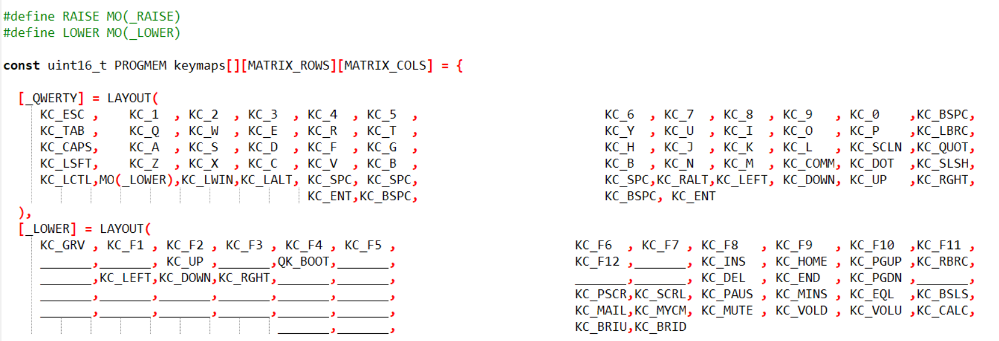 #define RAISE MO(_RAISE)
#define LOWER MO(_LOWER)
const uint16_t PROGMEM keymaps[][MATRIX_ROWS][MATRIX_COLS] = {
[_QWERTY] = LAYOUT(
KC_ESC , KC_1 , KC_2 , KC_3 , KC_4 , KC_5 , KC_6 , KC_7 , KC_8 , KC_9 , KC_0 ,KC_BSPC,
KC_TAB , KC_Q , KC_W , KC_E , KC_R , KC_T , KC_Y , KC_U , KC_I , KC_O , KC_P ,KC_LBRC,
KC_CAPS, KC_A , KC_S , KC_D , KC_F , KC_G , KC_H , KC_J , KC_K , KC_L , KC_SCLN ,KC_QUOT,
KC_LSFT, KC_Z , KC_X , KC_C , KC_V , KC_B , KC_B , KC_N , KC_M , KC_COMM, KC_DOT ,KC_SLSH,
KC_LCTL,MO(_LOWER),KC_LWIN,KC_LALT, KC_SPC, KC_SPC, KC_SPC,KC_RALT,KC_LEFT, KC_DOWN, KC_UP ,KC_RGHT,
KC_ENT,KC_BSPC, KC_BSPC, KC_ENT
),
[_LOWER] = LAYOUT(
KC_GRV , KC_F1 , KC_F2 , KC_F3 , KC_F4 , KC_F5 , KC_F6 , KC_F7 , KC_F8 , KC_F9 , KC_F10 ,KC_F11 ,
_______,_______, KC_UP ,_______,QK_BOOT,_______, KC_F12 ,_______, KC_INS , KC_HOME , KC_PGUP ,KC_RBRC,
_______,KC_LEFT,KC_DOWN,KC_RGHT,_______,_______, _______,_______, KC_DEL , KC_END , KC_PGDN ,_______,
_______,_______,_______,_______,_______,_______, KC_PSCR,KC_SCRL, KC_PAUS , KC_MINS , KC_EQL ,KC_BSLS,
_______,_______,_______,_______,_______,_______, KC_MAIL,KC_MYCM, KC_MUTE , KC_VOLD , KC_VOLU ,KC_CALC,
_______,_______, KC_BRIU,KC_BRID